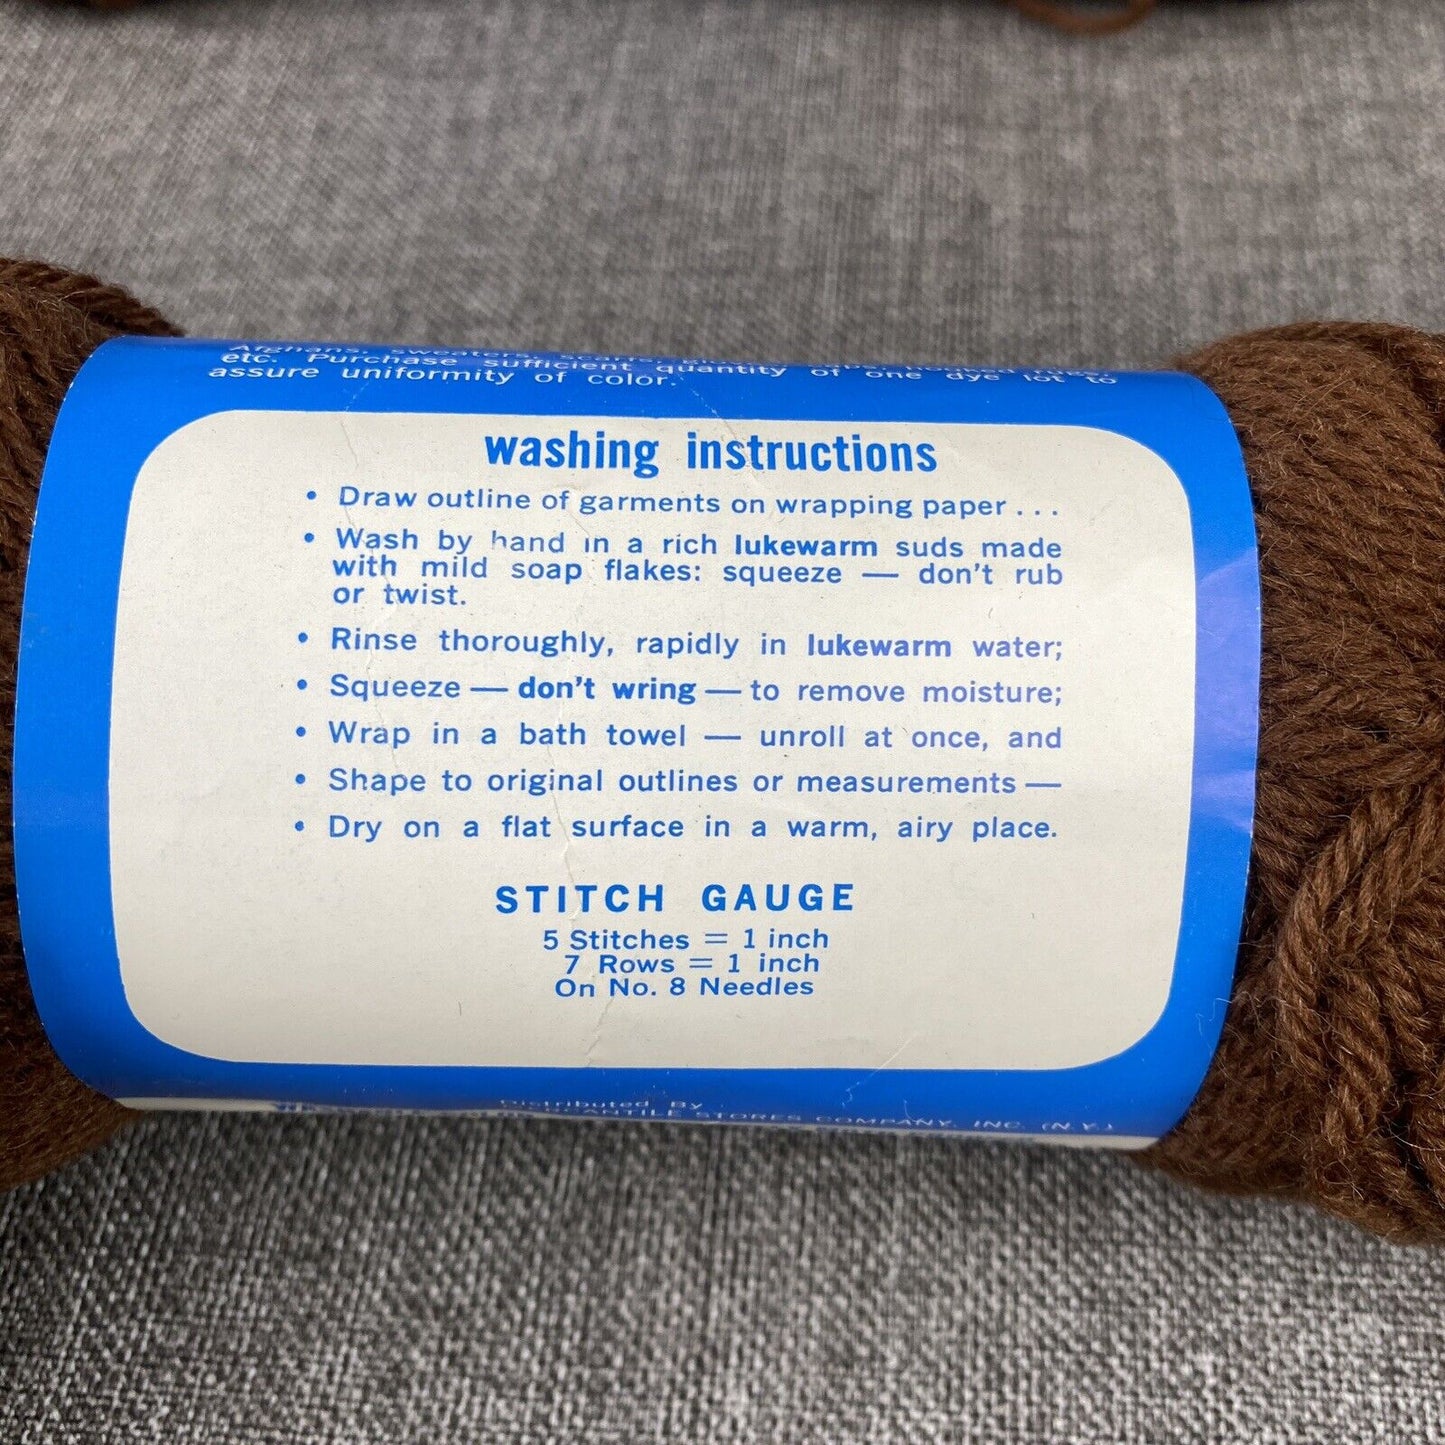 Afghans, sweaters, scarfs,
etc. Purchase sufficient quantity of one dye lot to
assure uniformity of color.
washing instructions
• Draw outline of garments on wrapping paper . . .
• Wash by hand in a rich lukewarm suds made
with mild soap flakes: squeeze — don't rub
or twist.
• Rinse thoroughly, rapidly in lukewarm water;
• Squeeze — don't wring — to remove moisture;
• Wrap in a bath towel — unroll at once, and
• Shape to original outlines or measurements —
• Dry on a flat surface in a warm, airy place.
STITCH GAUGE
5 Stitches = 1 inch
7 Rows = 1 inch
On No. 8 Needles
Distributed By
MERCANTILE STORES COMPANY, INC. (N.Y.)